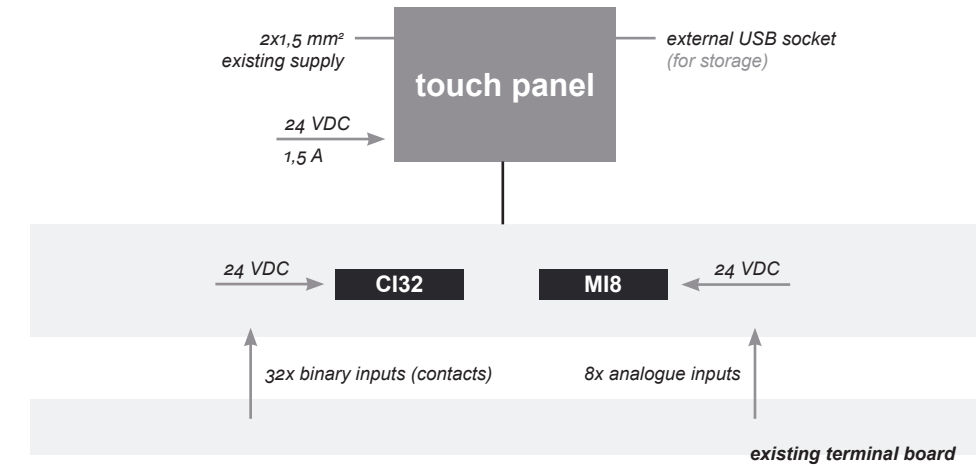 2x1,5 mm²
existing supply
external USB socket
(for storage)
touch panel
24 VDC
1,5 A
24 VDC
CI32
MI8
24 VDC
32x binary inputs (contacts)
8x analogue inputs
existing terminal board